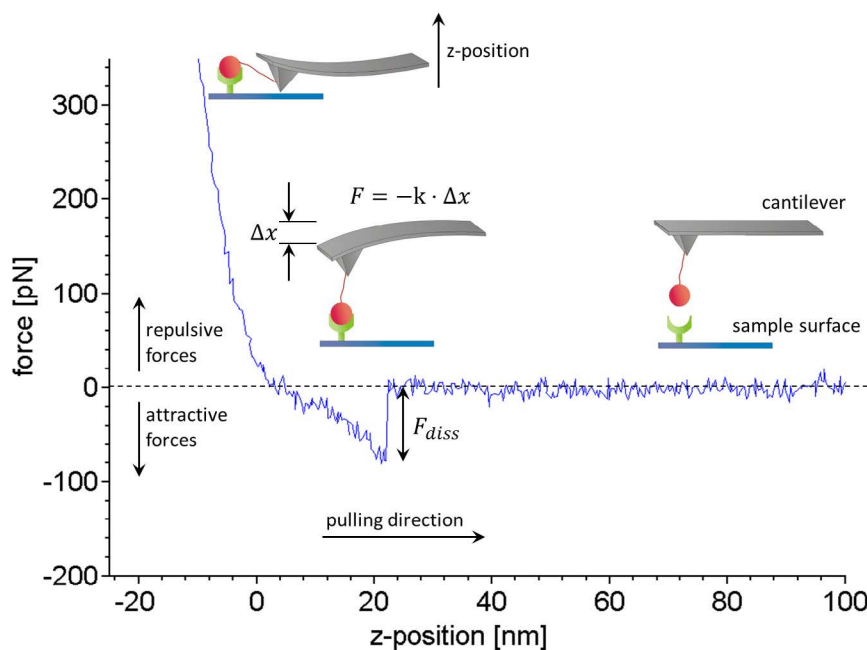 z-position
F = −k · Δx
Δx
cantilever
sample surface
repulsive
forces
attractive
forces
F_diss
pulling direction
force [pN]
300
200
100
0
-100
-200
-20 0 20 40 60 80 100
z-position [nm]